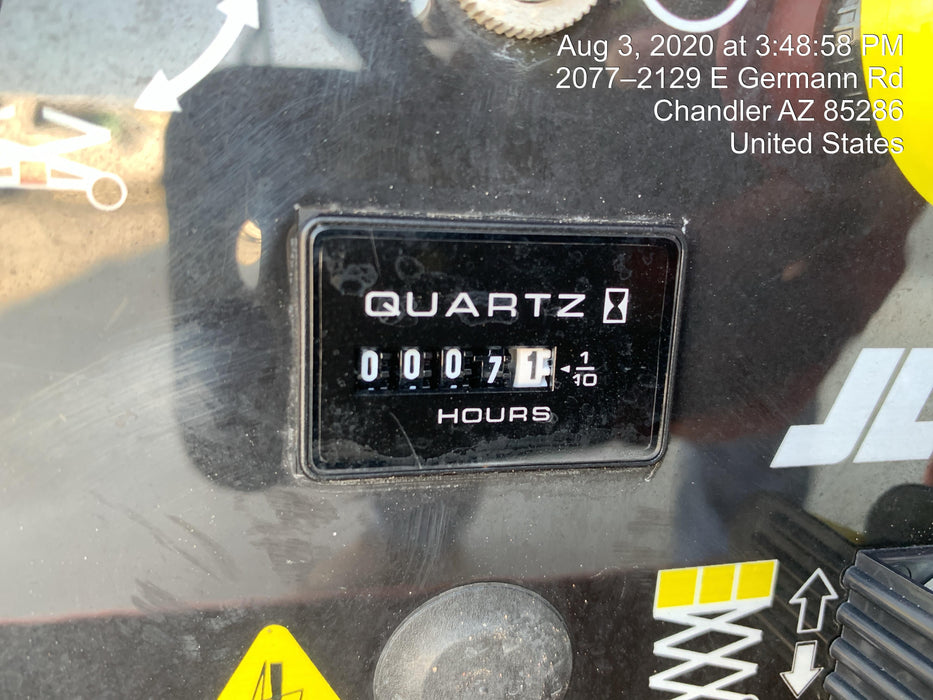 Aug 3, 2020 at 3:48:58 PM
2077–2129 E Germann Rd
Chandler AZ 85286
United States
QUARTZ
0 0 0 7 1 1/10
HOURS
JL